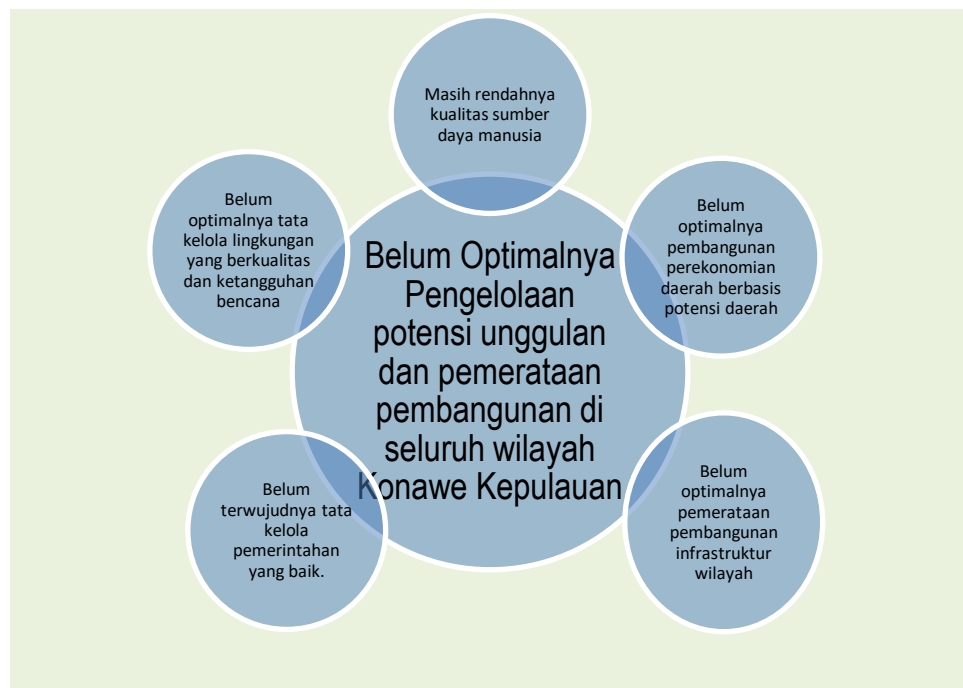 Masih rendahnya
kualitas sumber
daya manusia
Belum
optimalnya
pembangunan
perekonomian
daerah berbasis
potensi daerah
Belum
optimalnya
pemerataan
pembangunan
infrastruktur
wilayah
Belum
terwujudnya tata
kelola
pemerintahan
yang baik.
Belum
optimalnya tata
kelola lingkungan
yang berkualitas
dan ketangguhan
bencana
Belum Optimalnya
Pengelolaan
potensi unggulan
dan pemerataan
pembangunan di
seluruh wilayah
Konawe Kepulauan